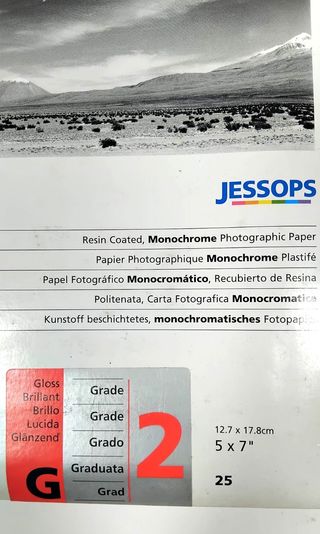 JESSOPS
Resin Coated, Monochrome Photographic Paper
Papier Photographique Monochrome Plastifé
Papel Fotográfico Monocromático, Recubierto de Resina
Politenata, Carta Fotografica Monocromatica
Kunstoff beschichtetes, monochromatisches Fotopapier
Gloss
Brillant
Brillo
Lucida
Glänzend
G
Grade
Grade
Grado
Graduata
Grad
2
12.7 x 17.8cm
5 x 7"
25